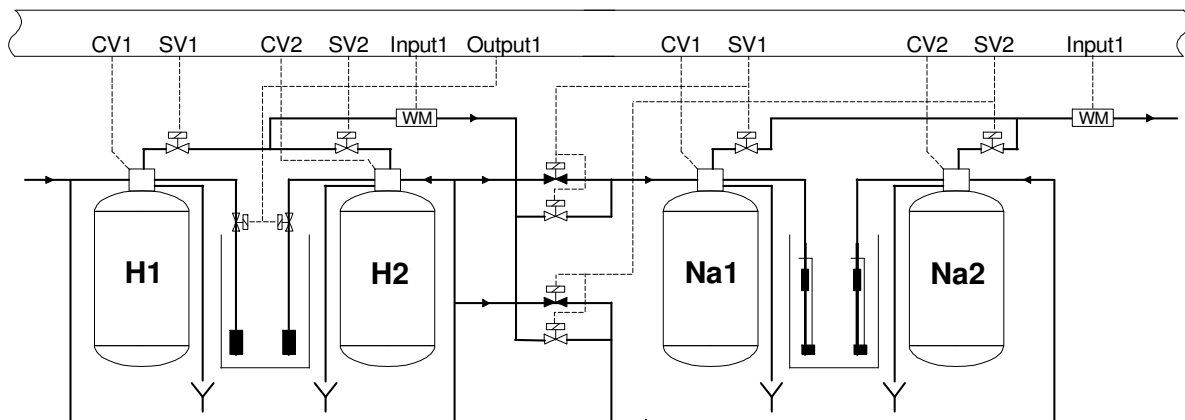 CV1 SV1 CV2 SV2 Input1 Output1 CV1 SV1 CV2 SV2 Input1
WM WM
H1 H2 Na1 Na2